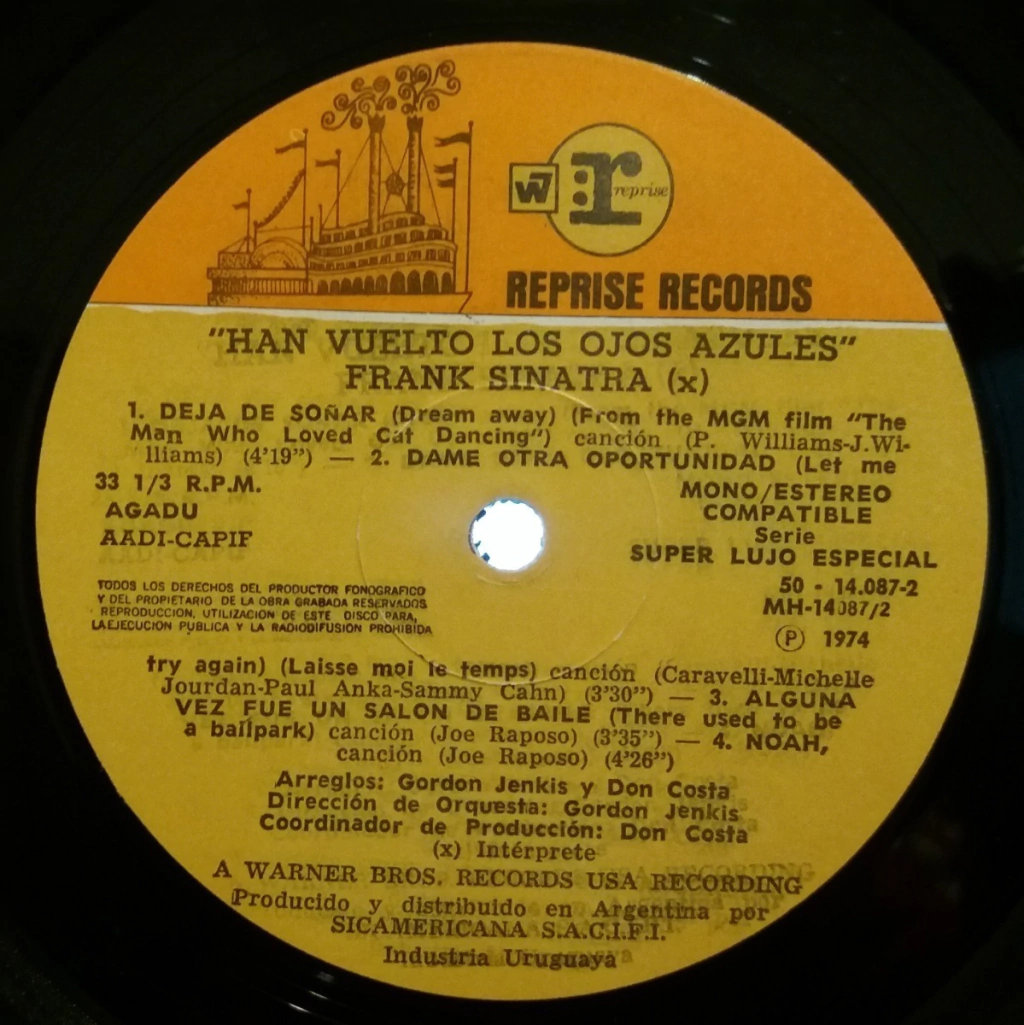 W7
r: reprise
REPRISE RECORDS
"HAN VUELTO LOS OJOS AZULES"
FRANK SINATRA (x)
1. DEJA DE SOÑAR (Dream away) (From the MGM film "The
Man Who Loved Cat Dancing") canción (P. Williams-J.Wi-
lliams) (4'19") — 2. DAME OTRA OPORTUNIDAD (Let me
33 1/3 R.P.M.
AGADU
AADI-CAPIF
MONO/ESTEREO
COMPATIBLE
Serie
SUPER LUJO ESPECIAL
50 - 14.087-2
MH-14087/2
Ⓟ 1974
TODOS LOS DERECHOS DEL PRODUCTOR FONOGRAFICO
Y DEL PROPIETARIO DE LA OBRA GRABADA RESERVADOS
REPRODUCCION, UTILIZACION DE ESTE DISCO PARA,
LA EJECUCION PUBLICA Y LA RADIODIFUSION PROHIBIDA
try again) (Laisse moi le temps) canción (Caravelli-Michelle
Jourdan-Paul Anka-Sammy Cahn) (3'30") — 3. ALGUNA
VEZ FUE UN SALON DE BAILE (There used to be
a ballpark) canción (Joe Raposo) (3'35") — 4. NOAH,
canción (Joe Raposo) (4'26")
Arreglos: Gordon Jenkis y Don Costa
Dirección de Orquesta: Gordon Jenkis
Coordinador de Producción: Don Costa
(x) Intérprete
A WARNER BROS. RECORDS USA RECORDING
Producido y distribuido en Argentina por
SICAMERICANA S.A.C.I.F.I.
Industria Uruguaya